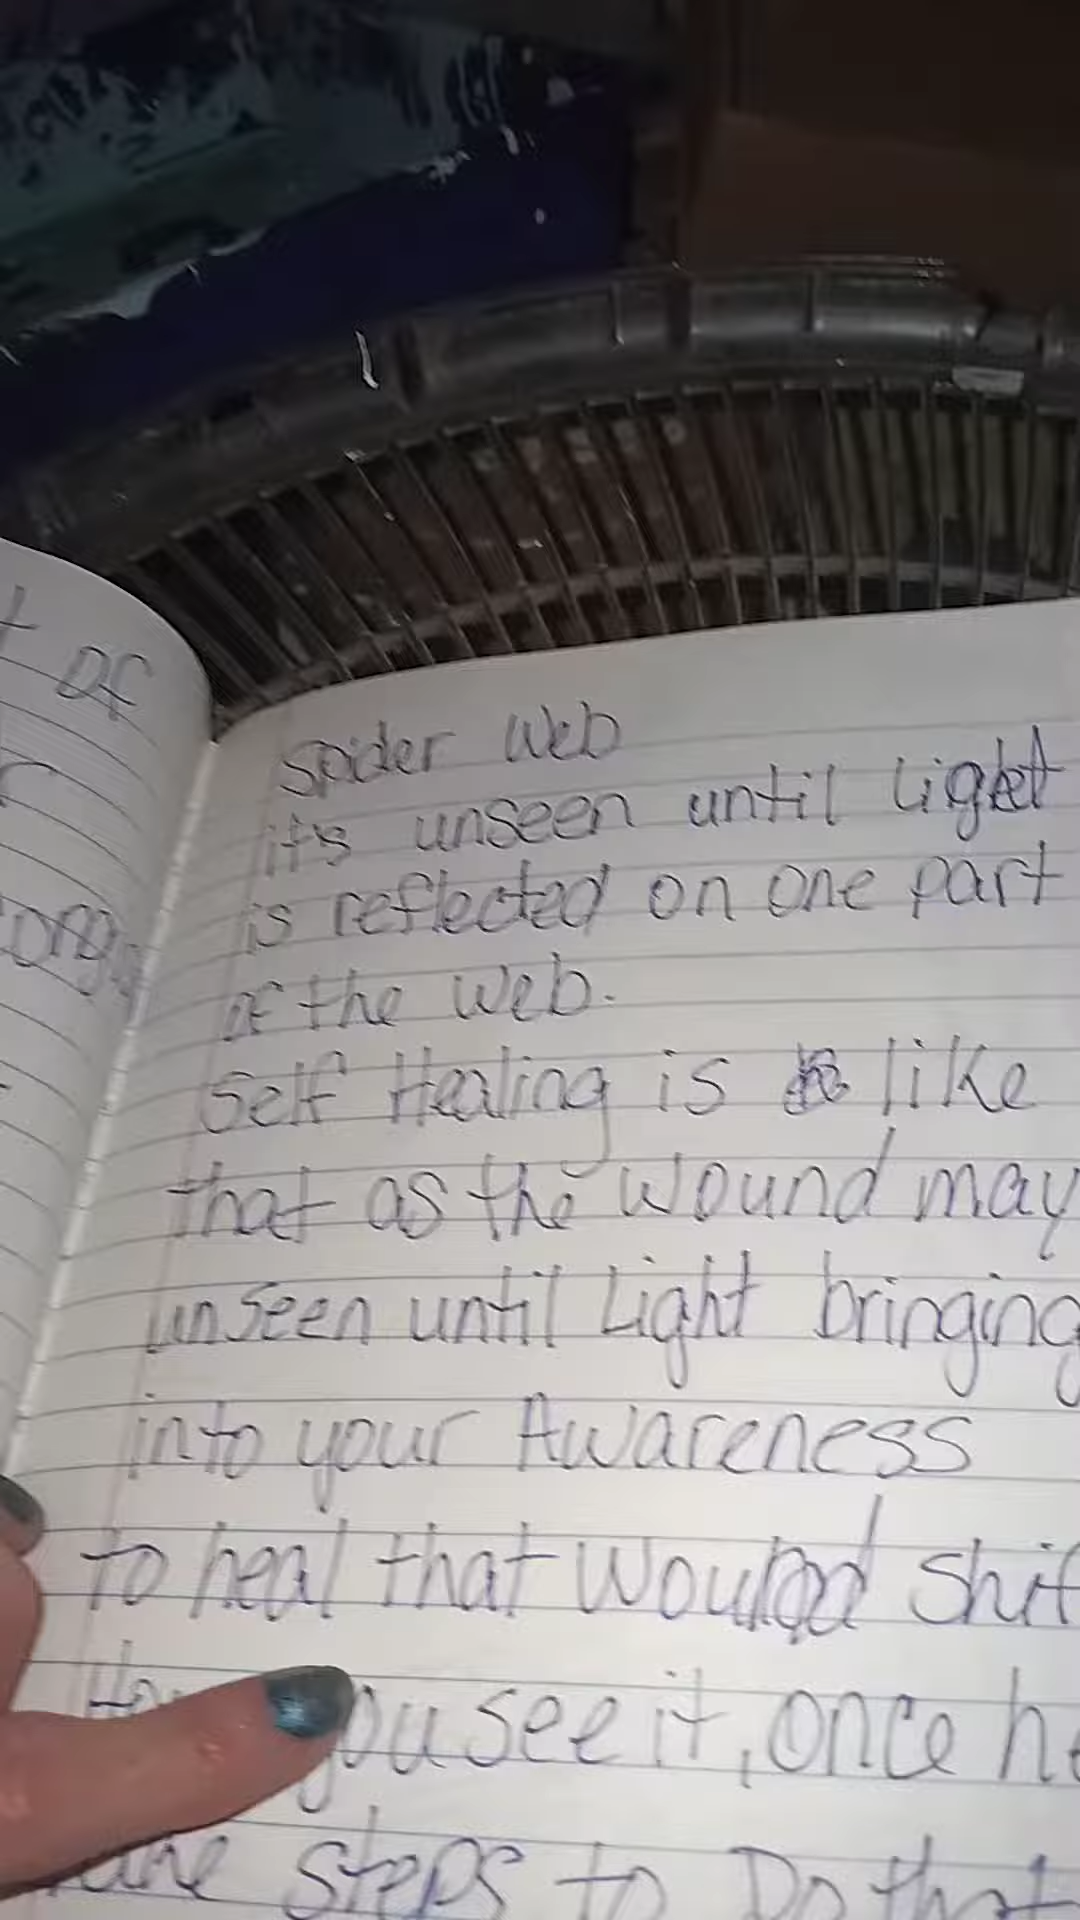 of
spider Web
it's unseen until Light
is reflected on one part
of the web.
Self Healing is like
that as the wound may
unseen until Light bringing
into your Awareness
to heal that wound
you see it, once
steps to Do that